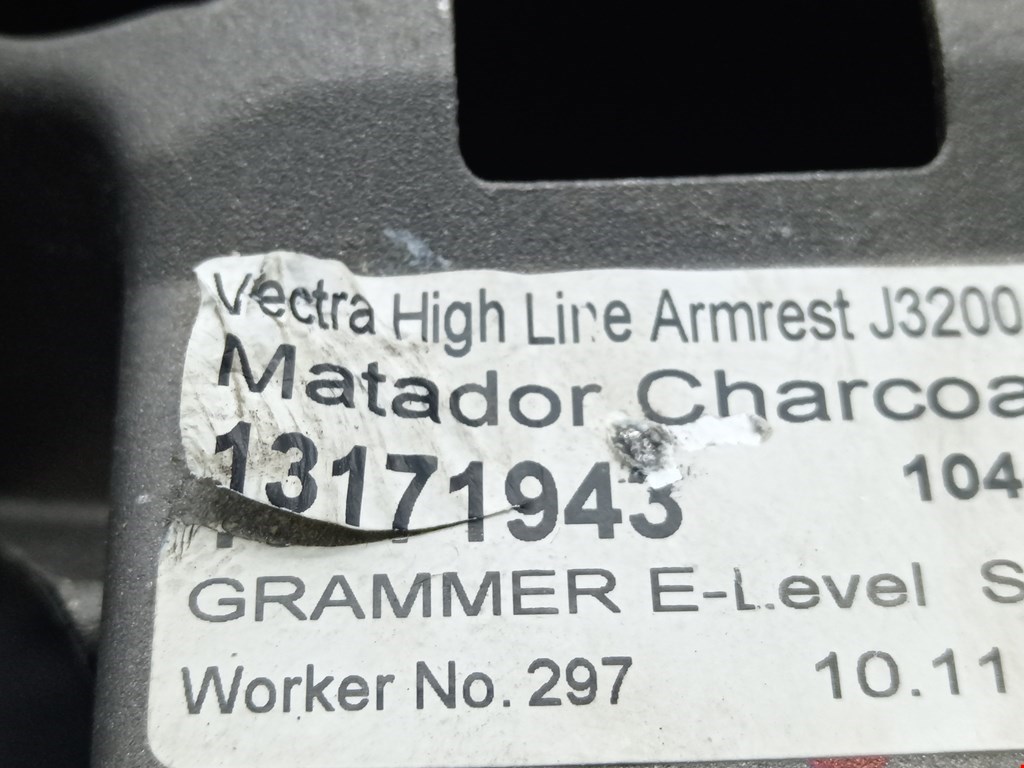 Vectra High Line Armrest J3200
Matador Charcoa
13171943 104
GRAMMER E-Level S
Worker No. 297 10.11